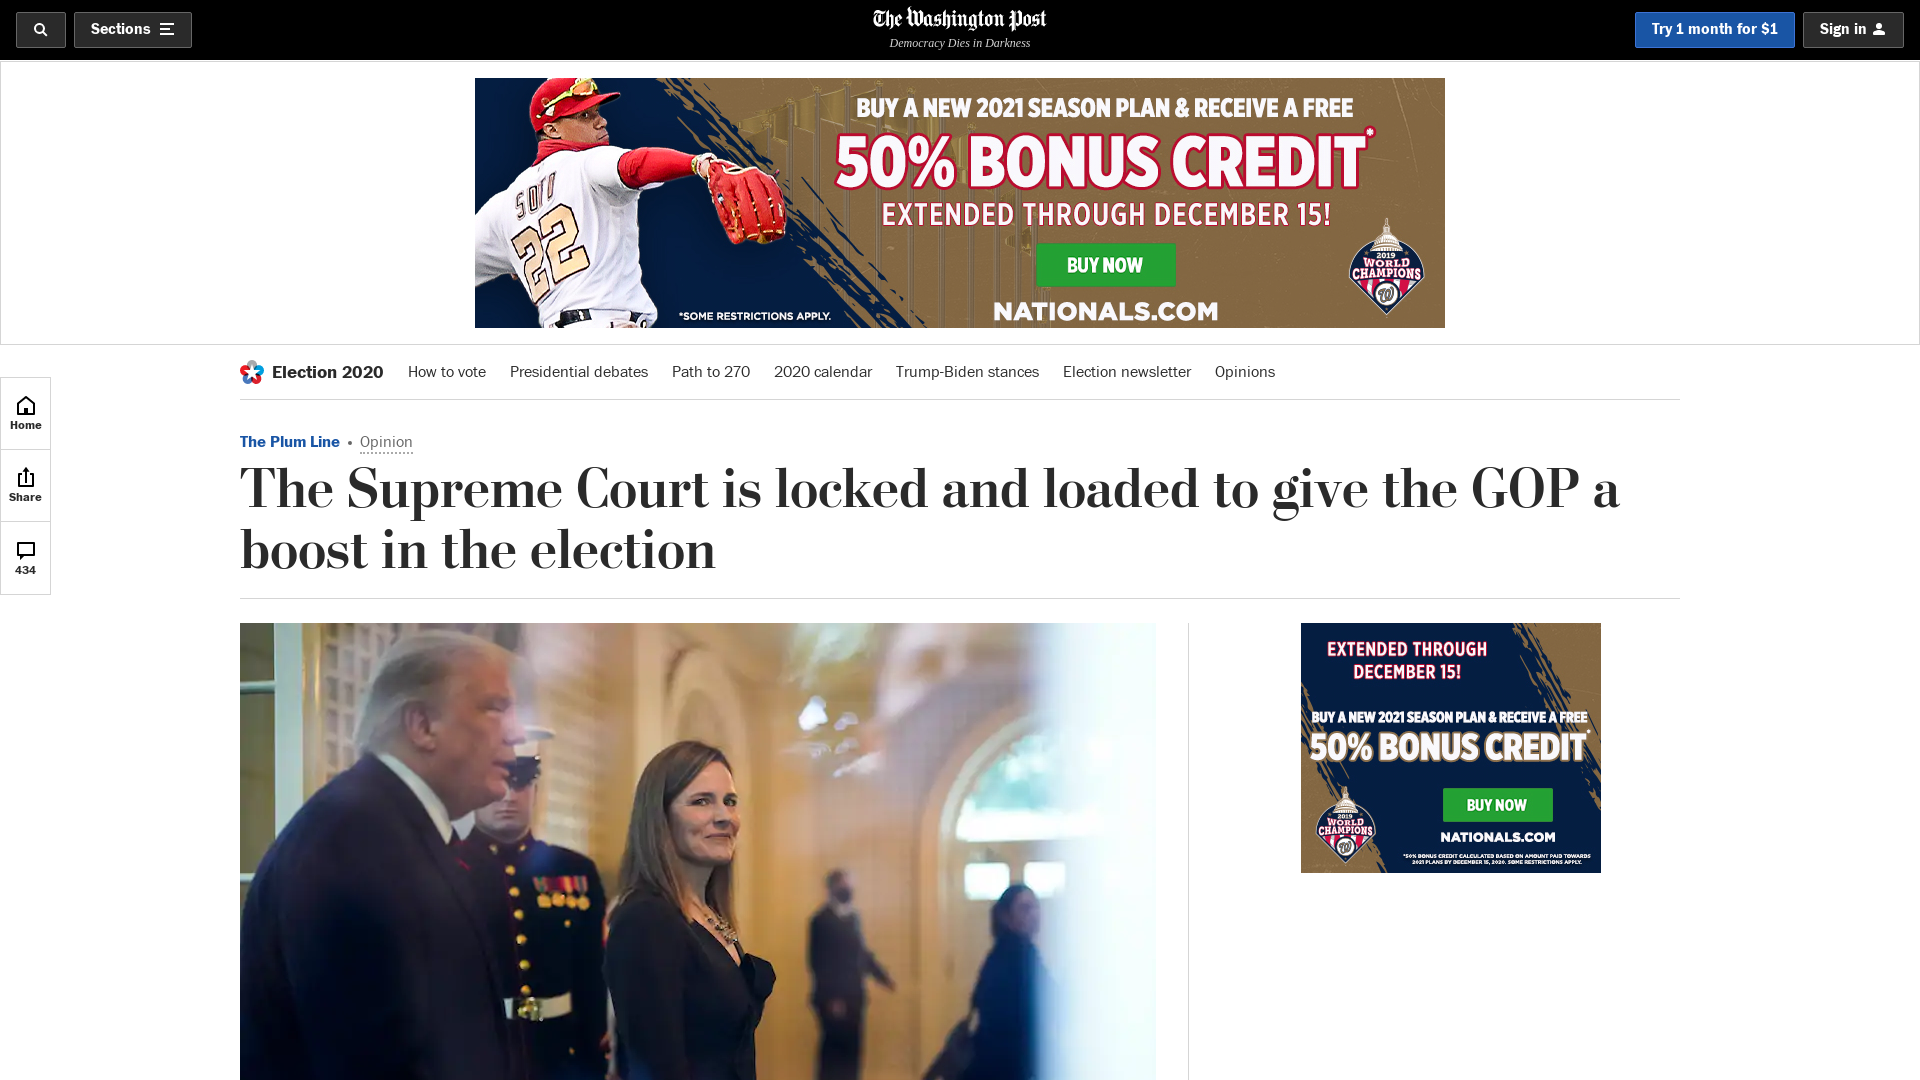 Sections
The Washington Post
Democracy Dies in Darkness
Try 1 month for $1
Sign in
BUY A NEW 2021 SEASON PLAN & RECEIVE A FREE
50% BONUS CREDIT*
EXTENDED THROUGH DECEMBER 15!
BUY NOW
NATIONALS.COM
*SOME RESTRICTIONS APPLY.
SOTO
22
2019
WORLD
CHAMPIONS
W
Election 2020
How to vote
Presidential debates
Path to 270
2020 calendar
Trump-Biden stances
Election newsletter
Opinions
Home
Share
434
The Plum Line • Opinion
The Supreme Court is locked and loaded to give the GOP a
boost in the election
EXTENDED THROUGH
DECEMBER 15!
BUY A NEW 2021 SEASON PLAN & RECEIVE A FREE
50% BONUS CREDIT*
BUY NOW
NATIONALS.COM
2019
WORLD
CHAMPIONS
W
*50% BONUS CREDIT CALCULATED BASED ON AMOUNT PAID TOWARDS
2021 PLANS BY DECEMBER 15, 2020. SOME RESTRICTIONS APPLY.